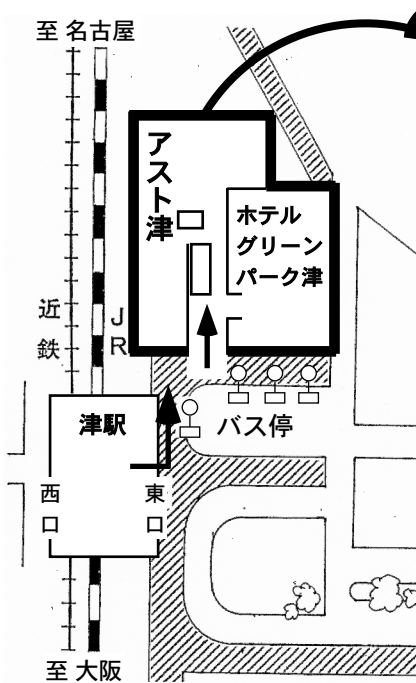 至 名古屋
アスト津
ホテル
グリーン
パーク津
近鉄
JR
津駅
バス停
西口
東口
至 大阪